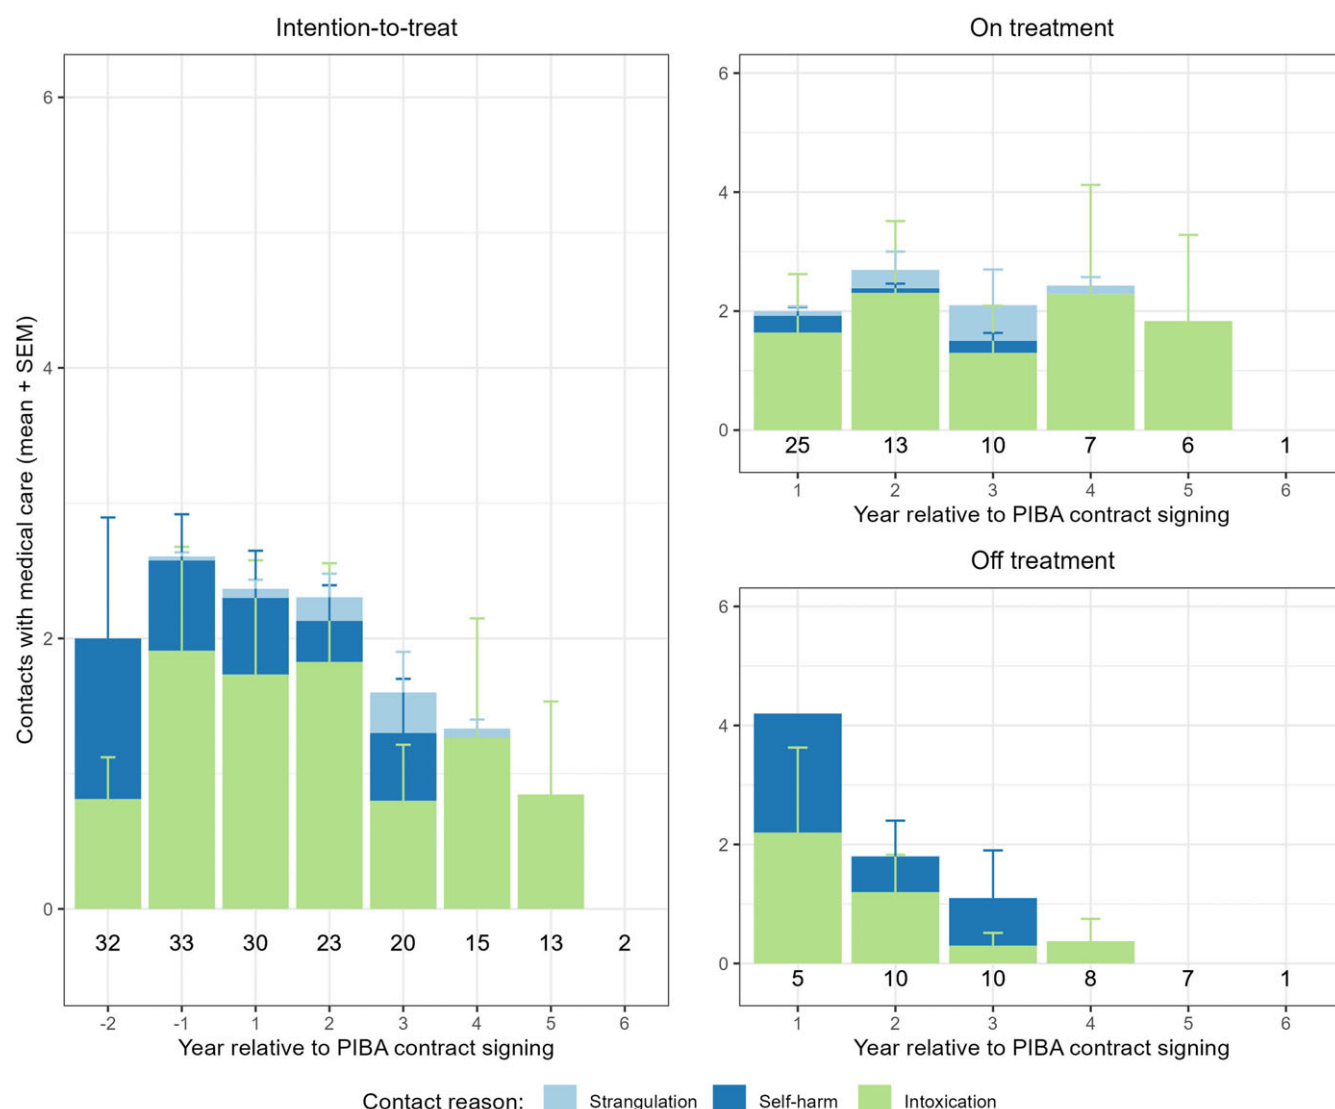 Intention-to-treat
Contacts with medical care (mean + SEM)
6
4
2
0
32 33 30 23 20 15 13 2
-2 -1 1 2 3 4 5 6
Year relative to PIBA contract signing
On treatment
6
4
2
0
25 13 10 7 6 1
1 2 3 4 5 6
Year relative to PIBA contract signing
Off treatment
6
4
2
0
5 10 10 8 7 1
1 2 3 4 5 6
Year relative to PIBA contract signing
Contact reason: Strangulation Self-harm Intoxication